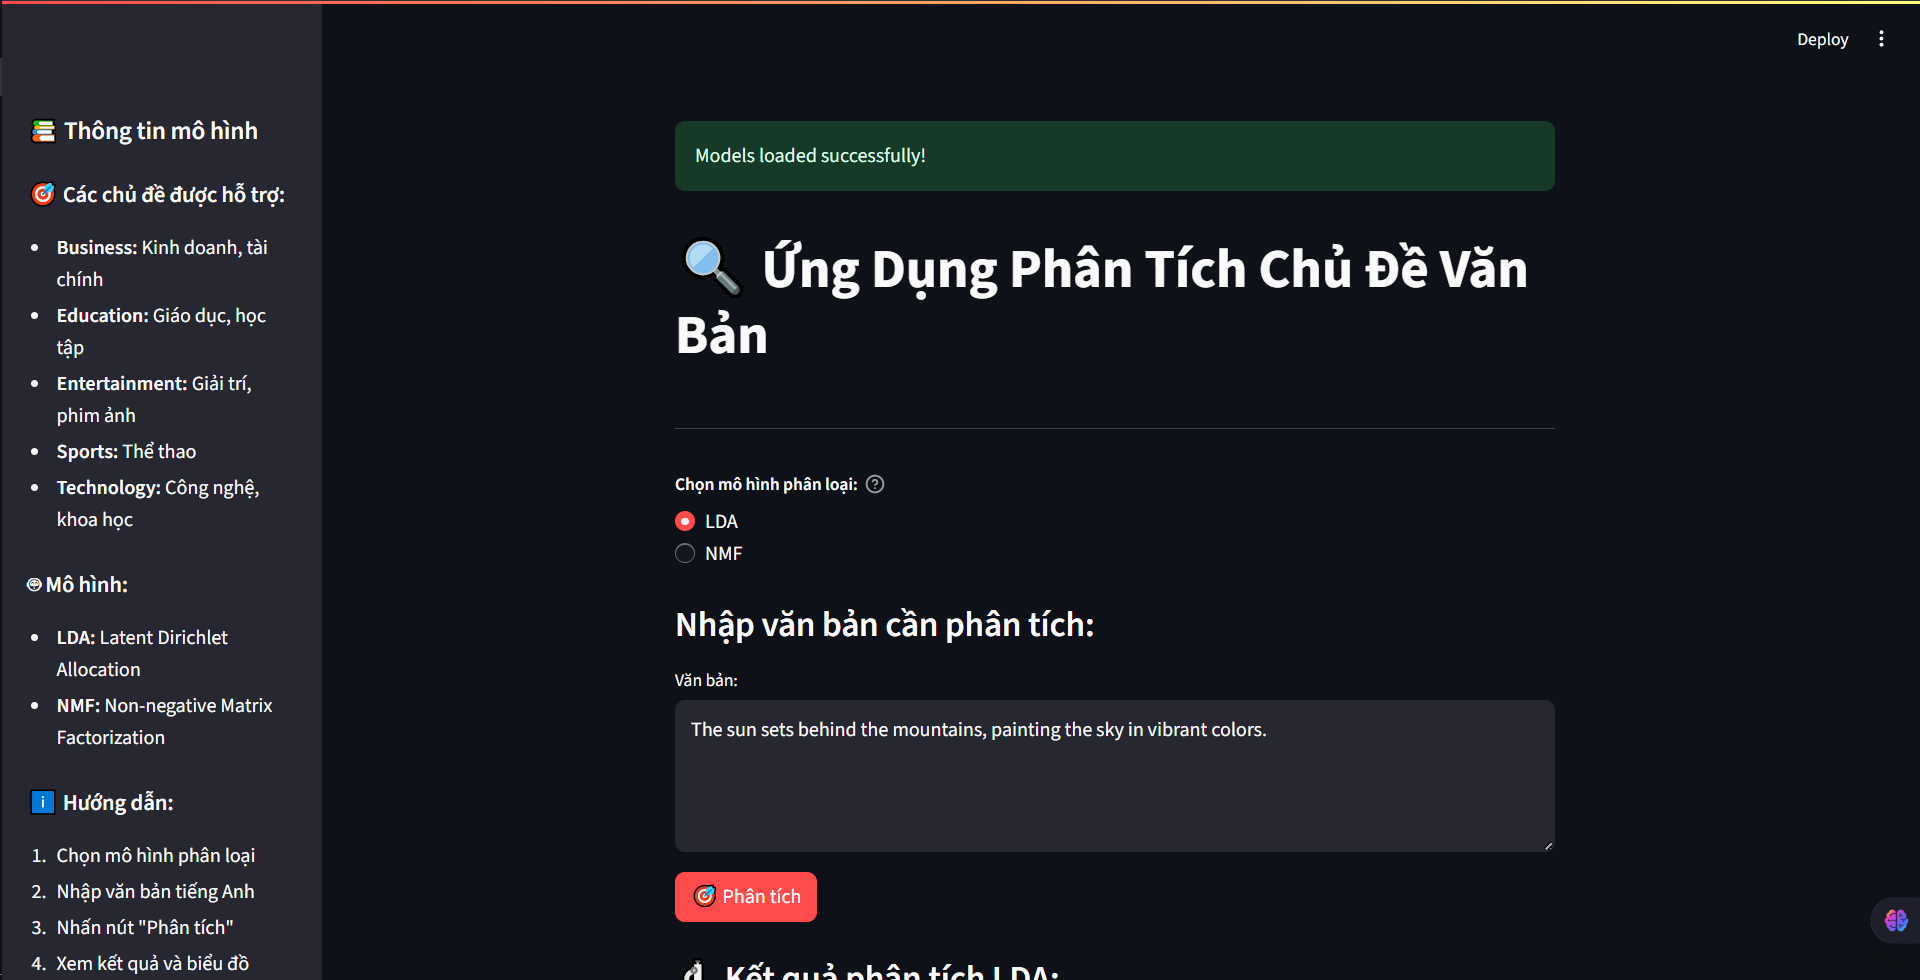 Deploy
Thông tin mô hình
Các chủ đề được hỗ trợ:
Business: Kinh doanh, tài
chính
Education: Giáo dục, học
tập
Entertainment: Giải trí,
phim ảnh
Sports: Thể thao
Technology: Công nghệ,
khoa học
Mô hình:
LDA: Latent Dirichlet
Allocation
NMF: Non-negative Matrix
Factorization
Hướng dẫn:
1. Chọn mô hình phân loại
2. Nhập văn bản tiếng Anh
3. Nhấn nút "Phân tích"
4. Xem kết quả và biểu đồ
Models loaded successfully!
Ứng Dụng Phân Tích Chủ Đề Văn
Bản
Chọn mô hình phân loại:
LDA
NMF
Nhập văn bản cần phân tích:
Văn bản:
The sun sets behind the mountains, painting the sky in vibrant colors.
Phân tích
Kết quả phân tích LDA: